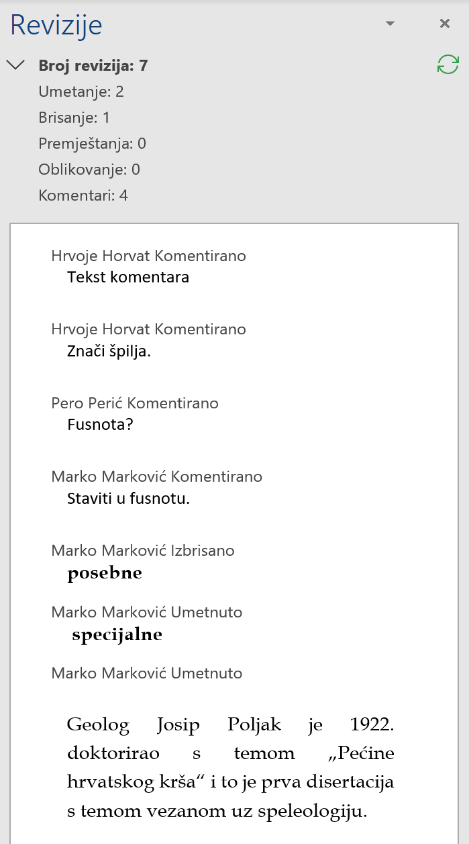 Revizije
Broj revizija: 7
Umetanje: 2
Brisanje: 1
Premještanja: 0
Oblikovanje: 0
Komentari: 4
Hrvoje Horvat Komentirano
Tekst komentara
Hrvoje Horvat Komentirano
Znači špilja.
Pero Perić Komentirano
Fusnota?
Marko Marković Komentirano
Staviti u fusnotu.
Marko Marković Izbrisano
posebne
Marko Marković Umetnuto
specijalne
Marko Marković Umetnuto
Geolog Josip Poljak je 1922.
doktorirao s temom „Pećine
hrvatskog krša“ i to je prva disertacija
s temom vezanom uz speleologiju.